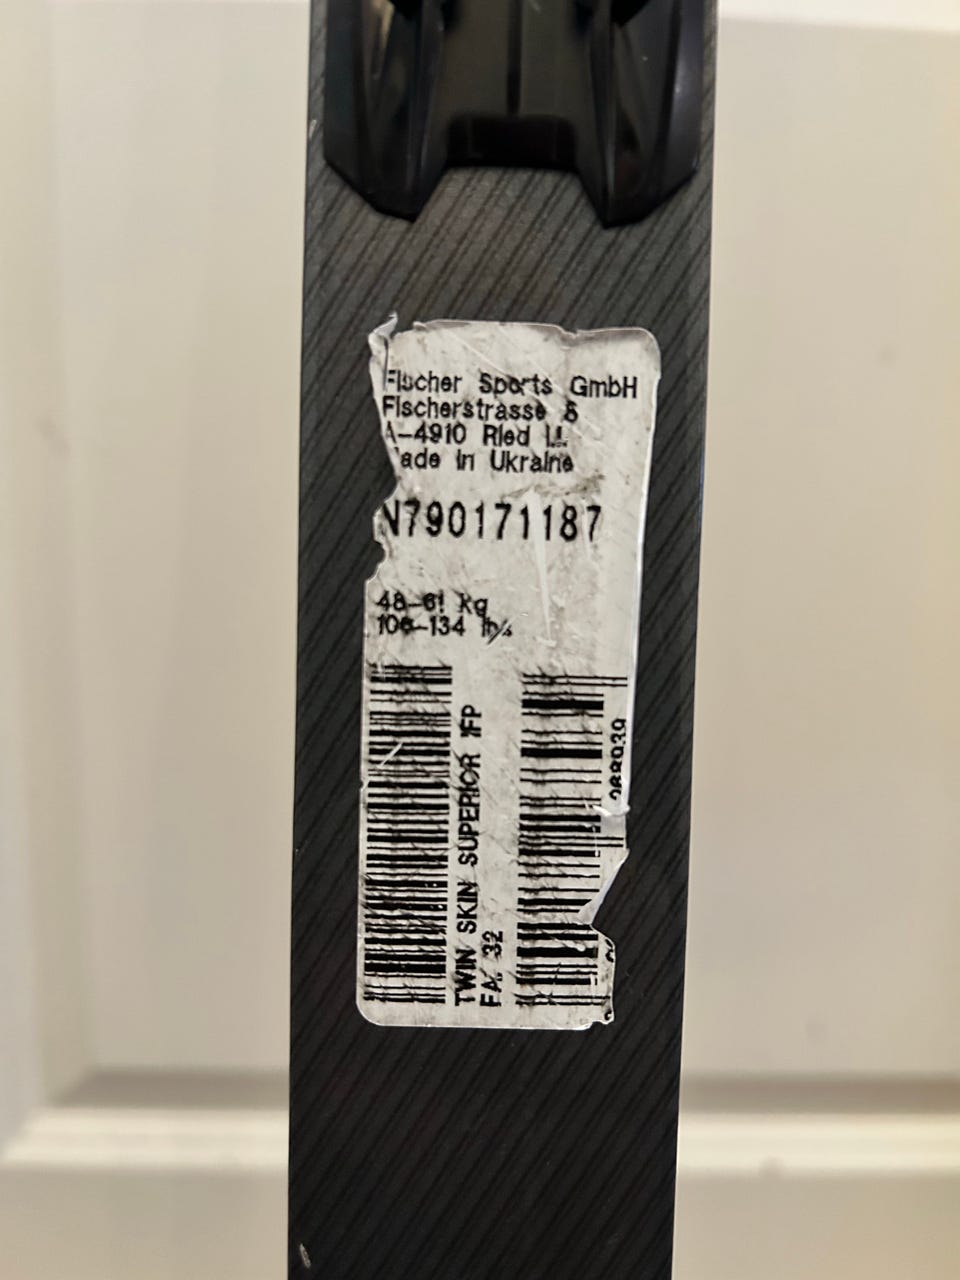 Fischer Sports GmbH
Fischerstrasse 8
A-4910 Ried I.I.
ade in Ukraine
N790171187
48-61 kg
106-134 lbs
TWIN SKIN SUPERIOR IFP
FA: 32